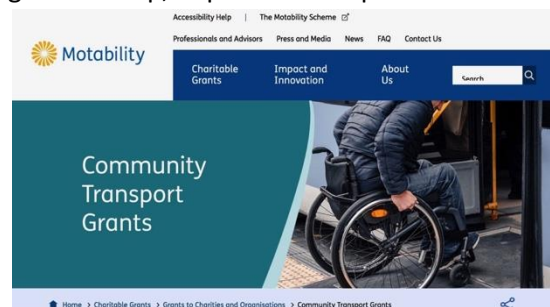 Accessibility Help | The Motability Scheme
Professionals and Advisors Press and Media News FAQ Contact Us
Motability
Charitable Grants
Impact and Innovation
About Us
Search
Community
Transport
Grants
Home > Charitable Grants > Grants to Charities and Organisations > Community Transport Grants